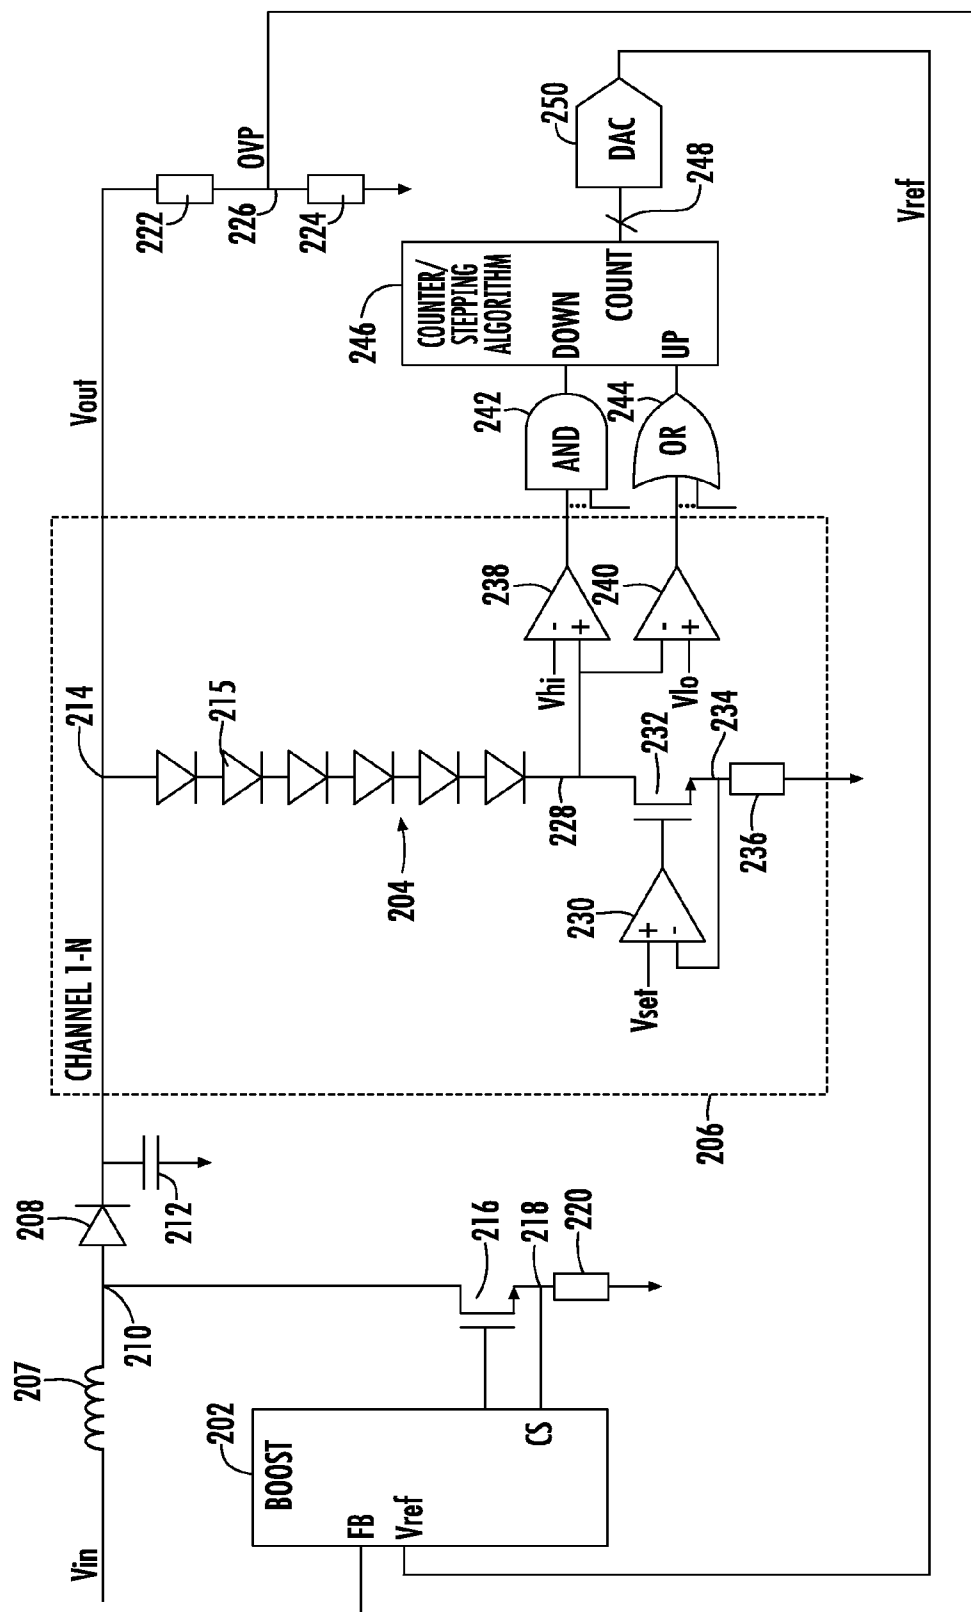 Vin
207
210
208
212
CHANNEL 1-N
214
Vout
222
226
224
OVP
202
BOOST
FB
Vref
CS
216
218
220
204
215
228
230
Vset
+
-
232
234
236
206
Vhi
-
+
238
Vlo
-
+
240
242
AND
244
OR
246
COUNTER/
STEPPING
ALGORITHM
DOWN
UP
COUNT
248
250
DAC
Vref